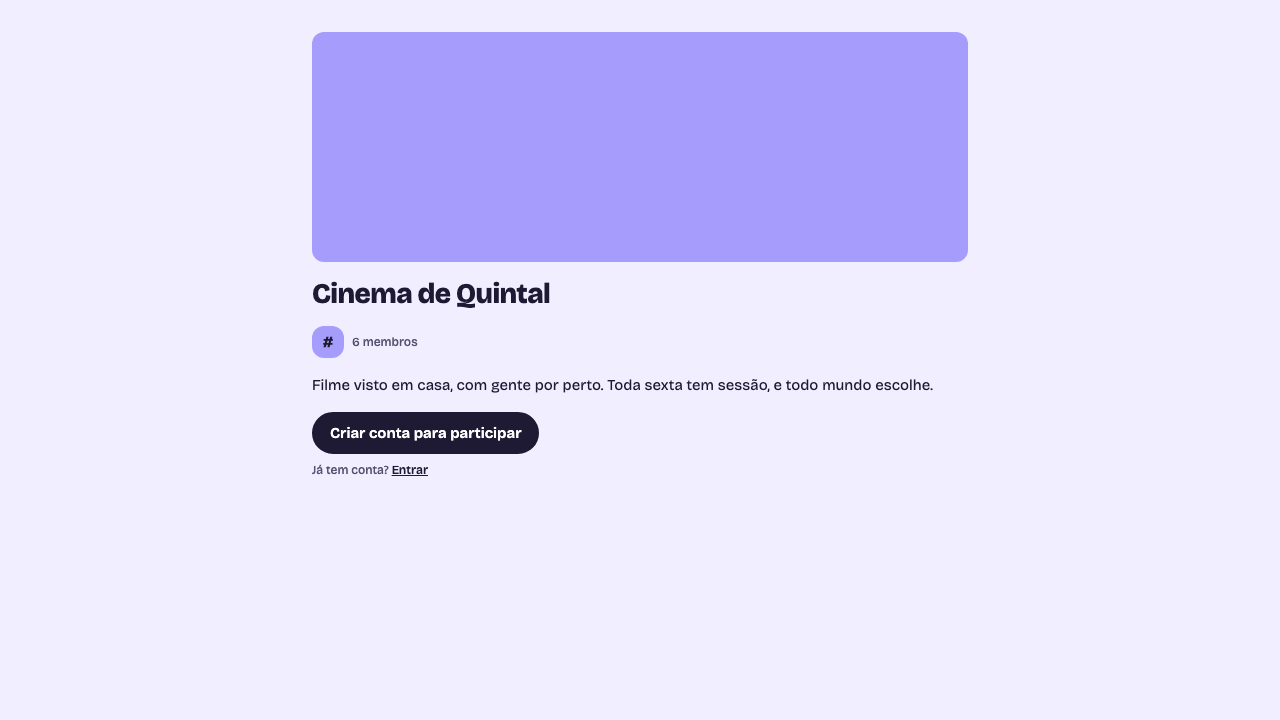 Cinema de Quintal
# 6 membros
Filme visto em casa, com gente por perto. Toda sexta tem sessão, e todo mundo escolhe.
Criar conta para participar
Já tem conta? Entrar